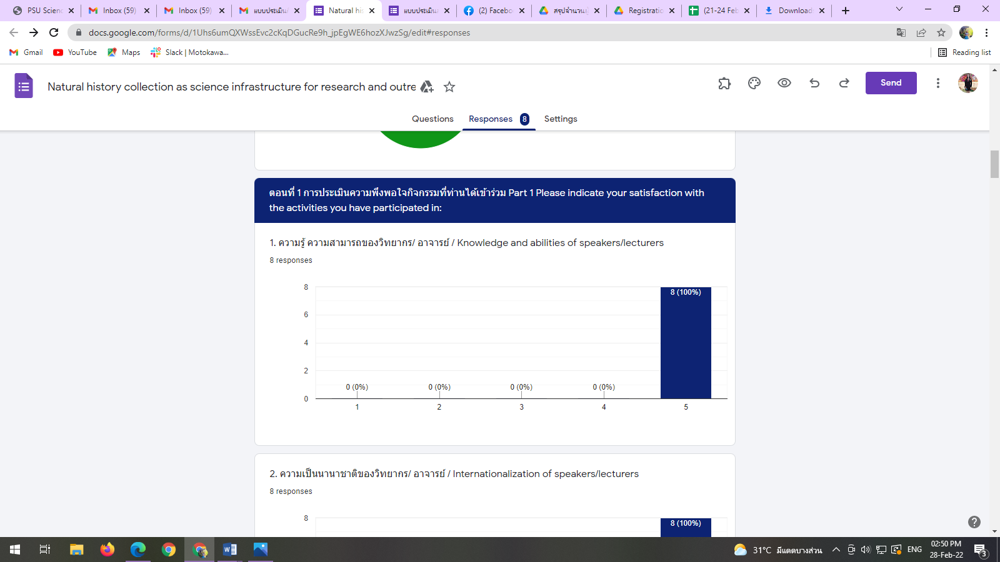 PSU Scienc
Inbox (59)
Inbox (59)
แบบประเมิน
Natural his
แบบประเมิน
(2) Facebo
สรุปจำนวนผู้
Registratio
(21-24 Feb
Download
docs.google.com/forms/d/1Uhs6umQXWssEvc2cKqDGucRe9h_jpEgWE6hozXJwzSg/edit#responses
Gmail
YouTube
Maps
Slack | Motokawa...
Reading list
Natural history collection as science infrastructure for research and outre
Send
Questions
Responses 8
Settings
ตอนที่ 1 การประเมินความพึงพอใจกิจกรรมที่ท่านได้เข้าร่วม Part 1 Please indicate your satisfaction with
the activities you have participated in:
1. ความรู้ ความสามารถของวิทยากร/ อาจารย์ / Knowledge and abilities of speakers/lecturers
8 responses
8
8 (100%)
6
4
2
0 (0%)
0 (0%)
0 (0%)
0 (0%)
0
1
2
3
4
5
2. ความเป็นนานาชาติของวิทยากร/ อาจารย์ / Internationalization of speakers/lecturers
8 responses
8
8 (100%)
31°C มีแดดบางส่วน
ENG
02:50 PM
28-Feb-22
3